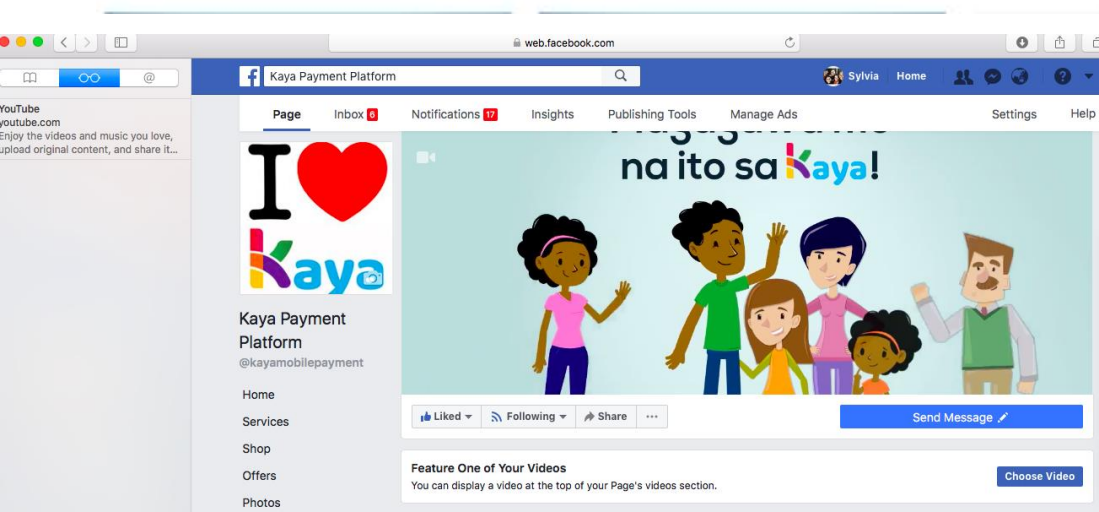 web.facebook.com
@
YouTube
youtube.com
Enjoy the videos and music you love,
upload original content, and share it...
f
Kaya Payment Platform
Sylvia
Home
?
Page
Inbox 6
Notifications 17
Insights
Publishing Tools
Manage Ads
Settings
Help
na ito sa Kaya!
I
Kaya
Kaya Payment
Platform
@kayamobilepayment
Home
Services
Shop
Offers
Photos
Liked
Following
Share
...
Send Message
Feature One of Your Videos
You can display a video at the top of your Page's videos section.
Choose Video